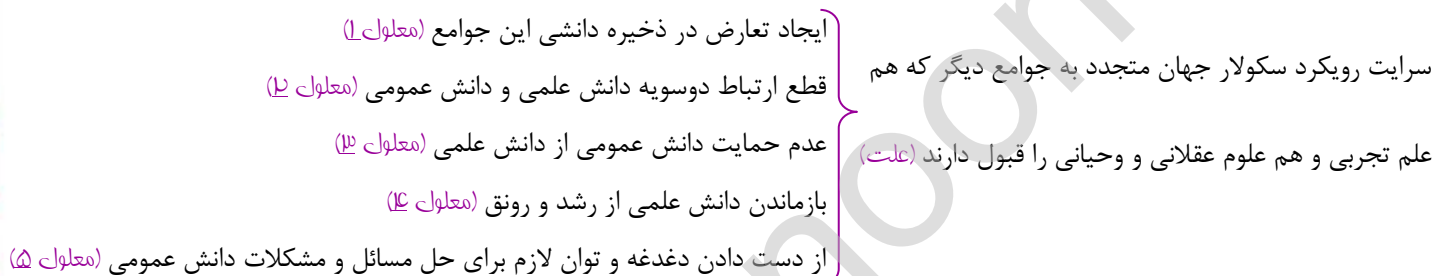 سرایت رویکرد سکولار جهان متجدد به جوامع دیگر که هم
علم تجربی و هم علوم عقلانی و وحیانی را قبول دارند (علت)
ایجاد تعارض در ذخیره دانشی این جوامع (معلول ۱)
قطع ارتباط دوسویه دانش علمی و دانش عمومی (معلول ۲)
عدم حمایت دانش عمومی از دانش علمی (معلول ۳)
بازماندن دانش علمی از رشد و رونق (معلول ۴)
از دست دادن دغدغه و توان لازم برای حل مسائل و مشکلات دانش عمومی (معلول ۵)